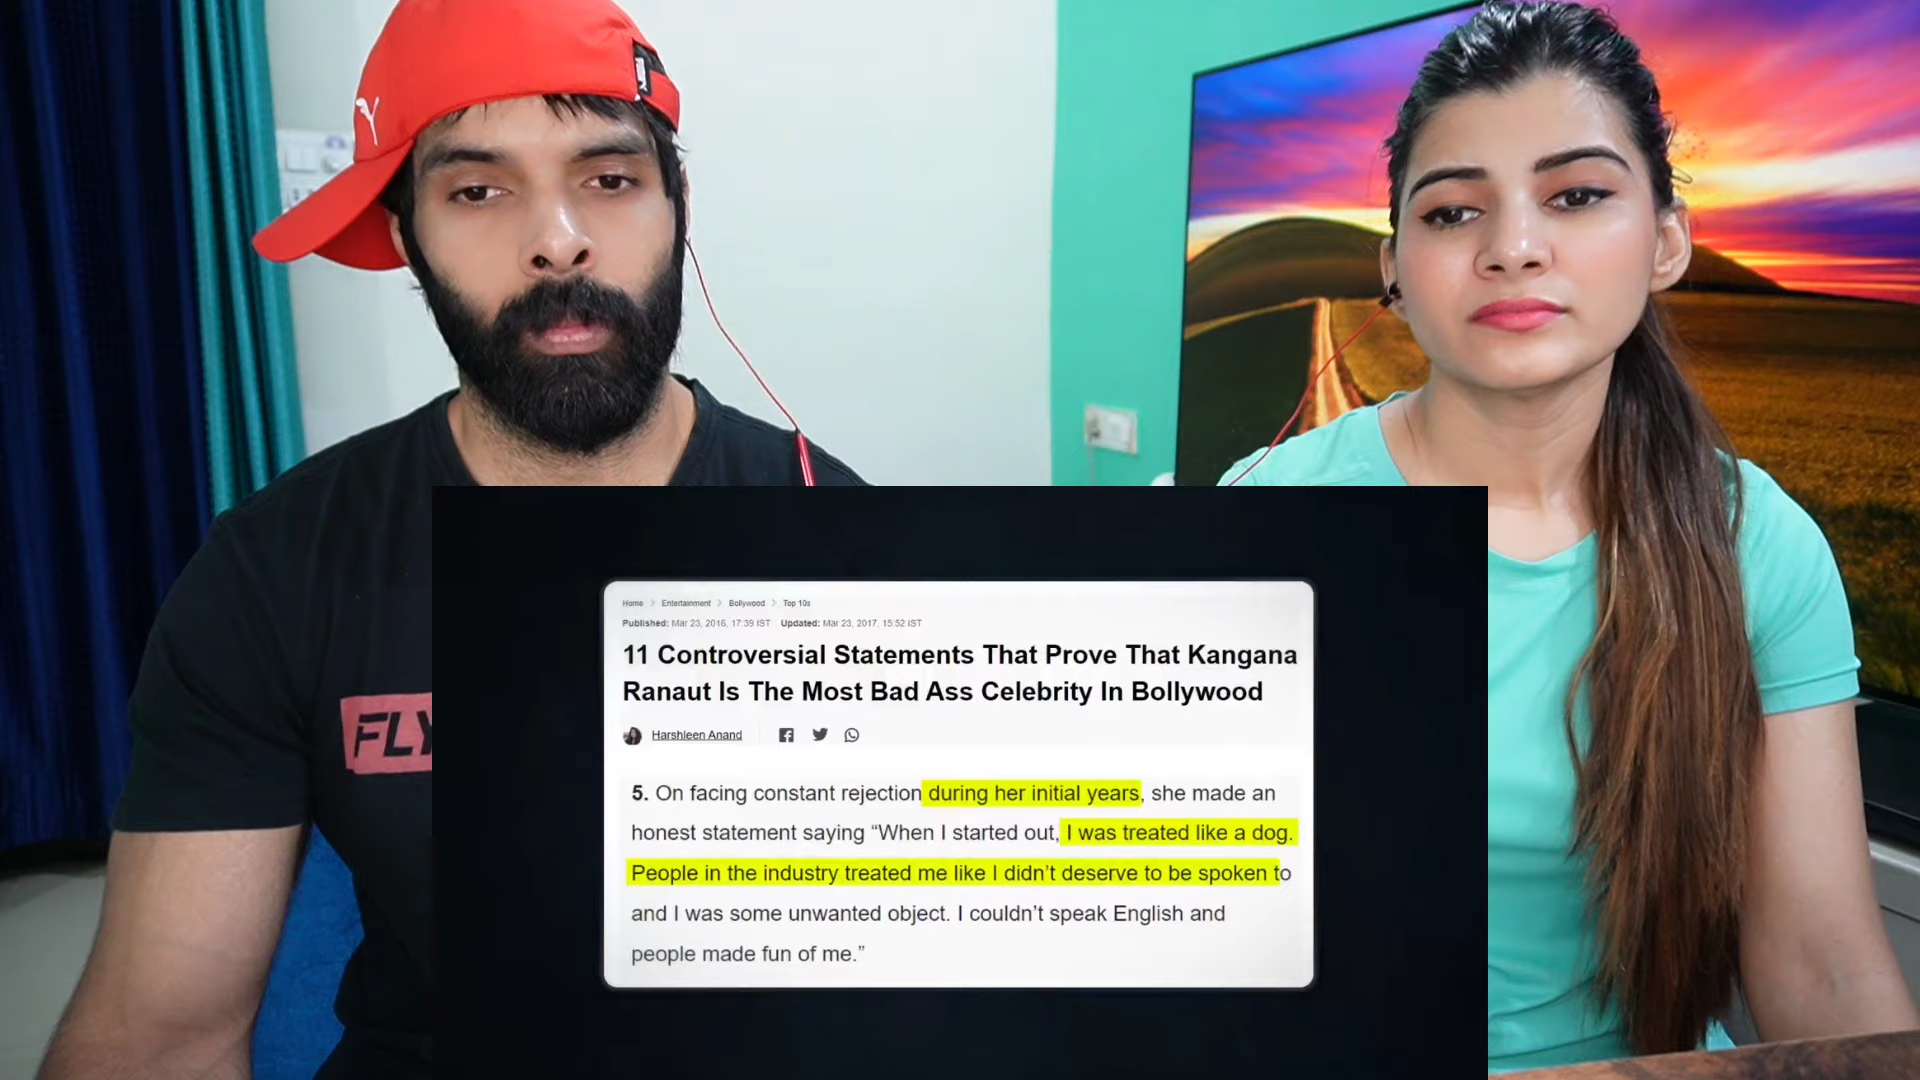 FLY
Home > Entertainment > Bollywood > Top 10s
Published: Mar 23, 2016, 17:39 IST Updated: Mar 23, 2017, 15:52 IST
11 Controversial Statements That Prove That Kangana
Ranaut Is The Most Bad Ass Celebrity In Bollywood
Harshleen Anand
5. On facing constant rejection during her initial years, she made an
honest statement saying “When I started out, I was treated like a dog.
People in the industry treated me like I didn’t deserve to be spoken to
and I was some unwanted object. I couldn’t speak English and
people made fun of me.”